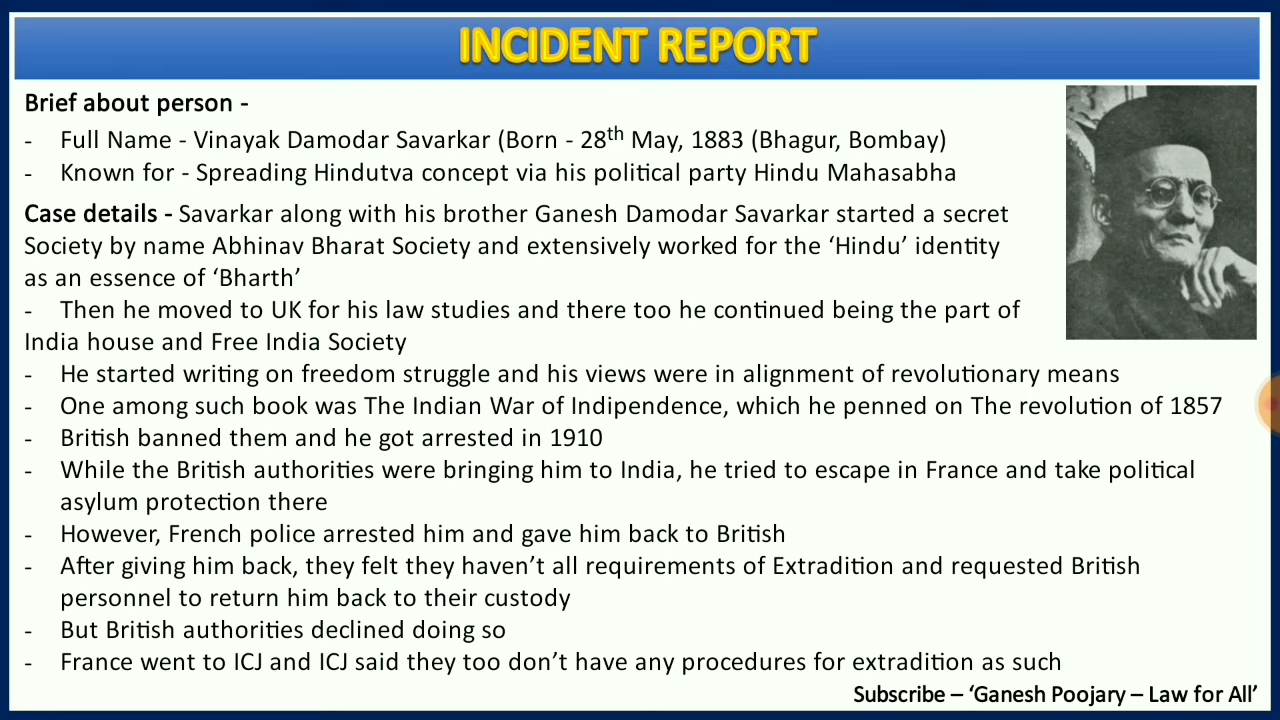 INCIDENT REPORT
Brief about person -
- Full Name - Vinayak Damodar Savarkar (Born - 28th May, 1883 (Bhagur, Bombay)
- Known for - Spreading Hindutva concept via his political party Hindu Mahasabha
Case details - Savarkar along with his brother Ganesh Damodar Savarkar started a secret
Society by name Abhinav Bharat Society and extensively worked for the ‘Hindu’ identity
as an essence of ‘Bharth’
- Then he moved to UK for his law studies and there too he continued being the part of
India house and Free India Society
- He started writing on freedom struggle and his views were in alignment of revolutionary means
- One among such book was The Indian War of Indipendence, which he penned on The revolution of 1857
- British banned them and he got arrested in 1910
- While the British authorities were bringing him to India, he tried to escape in France and take political
asylum protection there
- However, French police arrested him and gave him back to British
- After giving him back, they felt they haven’t all requirements of Extradition and requested British
personnel to return him back to their custody
- But British authorities declined doing so
- France went to ICJ and ICJ said they too don’t have any procedures for extradition as such
Subscribe – ‘Ganesh Poojary – Law for All’